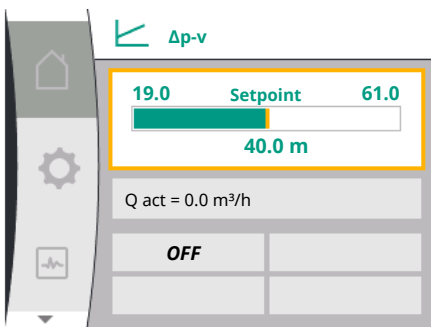 Δp-v
19.0 Setpoint 61.0
40.0 m
Q act = 0.0 m³/h
OFF